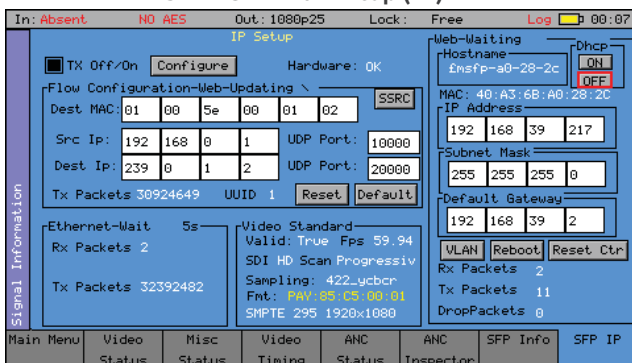 In: Absent NO AES Out: 1080p25 Lock: Free Log 00:07
IP Setup
TX Off/On Configure Hardware: OK
Flow Configuration-Web-Updating \
SSRC
Dest MAC: 01 00 5e 00 01 02
Src Ip: 192 168 0 1 UDP Port: 10000
Dest Ip: 239 0 1 2 UDP Port: 20000
Tx Packets 30924649 UUID 1 Reset Default
Ethernet-Wait 5s
Rx Packets 2
Tx Packets 32392482
Video Standard
Valid: True Fps 59.94
SDI HD Scan Progressiv
Sampling: 422_ycbcr
Fmt: PAY:85:C5:00:01
SMPTE 295 1920x1080
Web-Waiting
Hostname
£msfp-a0-28-2c
Dhcp
ON
OFF
MAC: 40:A3:6B:A0:28:2C
IP Address
192 168 39 217
Subnet Mask
255 255 255 0
Default Gateway
192 168 39 2
VLAN Reboot Reset Ctr
Rx Packets 2
Tx Packets 11
DropPackets 0
Signal Information
Main Menu Video Status Misc Status Video Timing ANC Status ANC Inspector SFP Info SFP IP